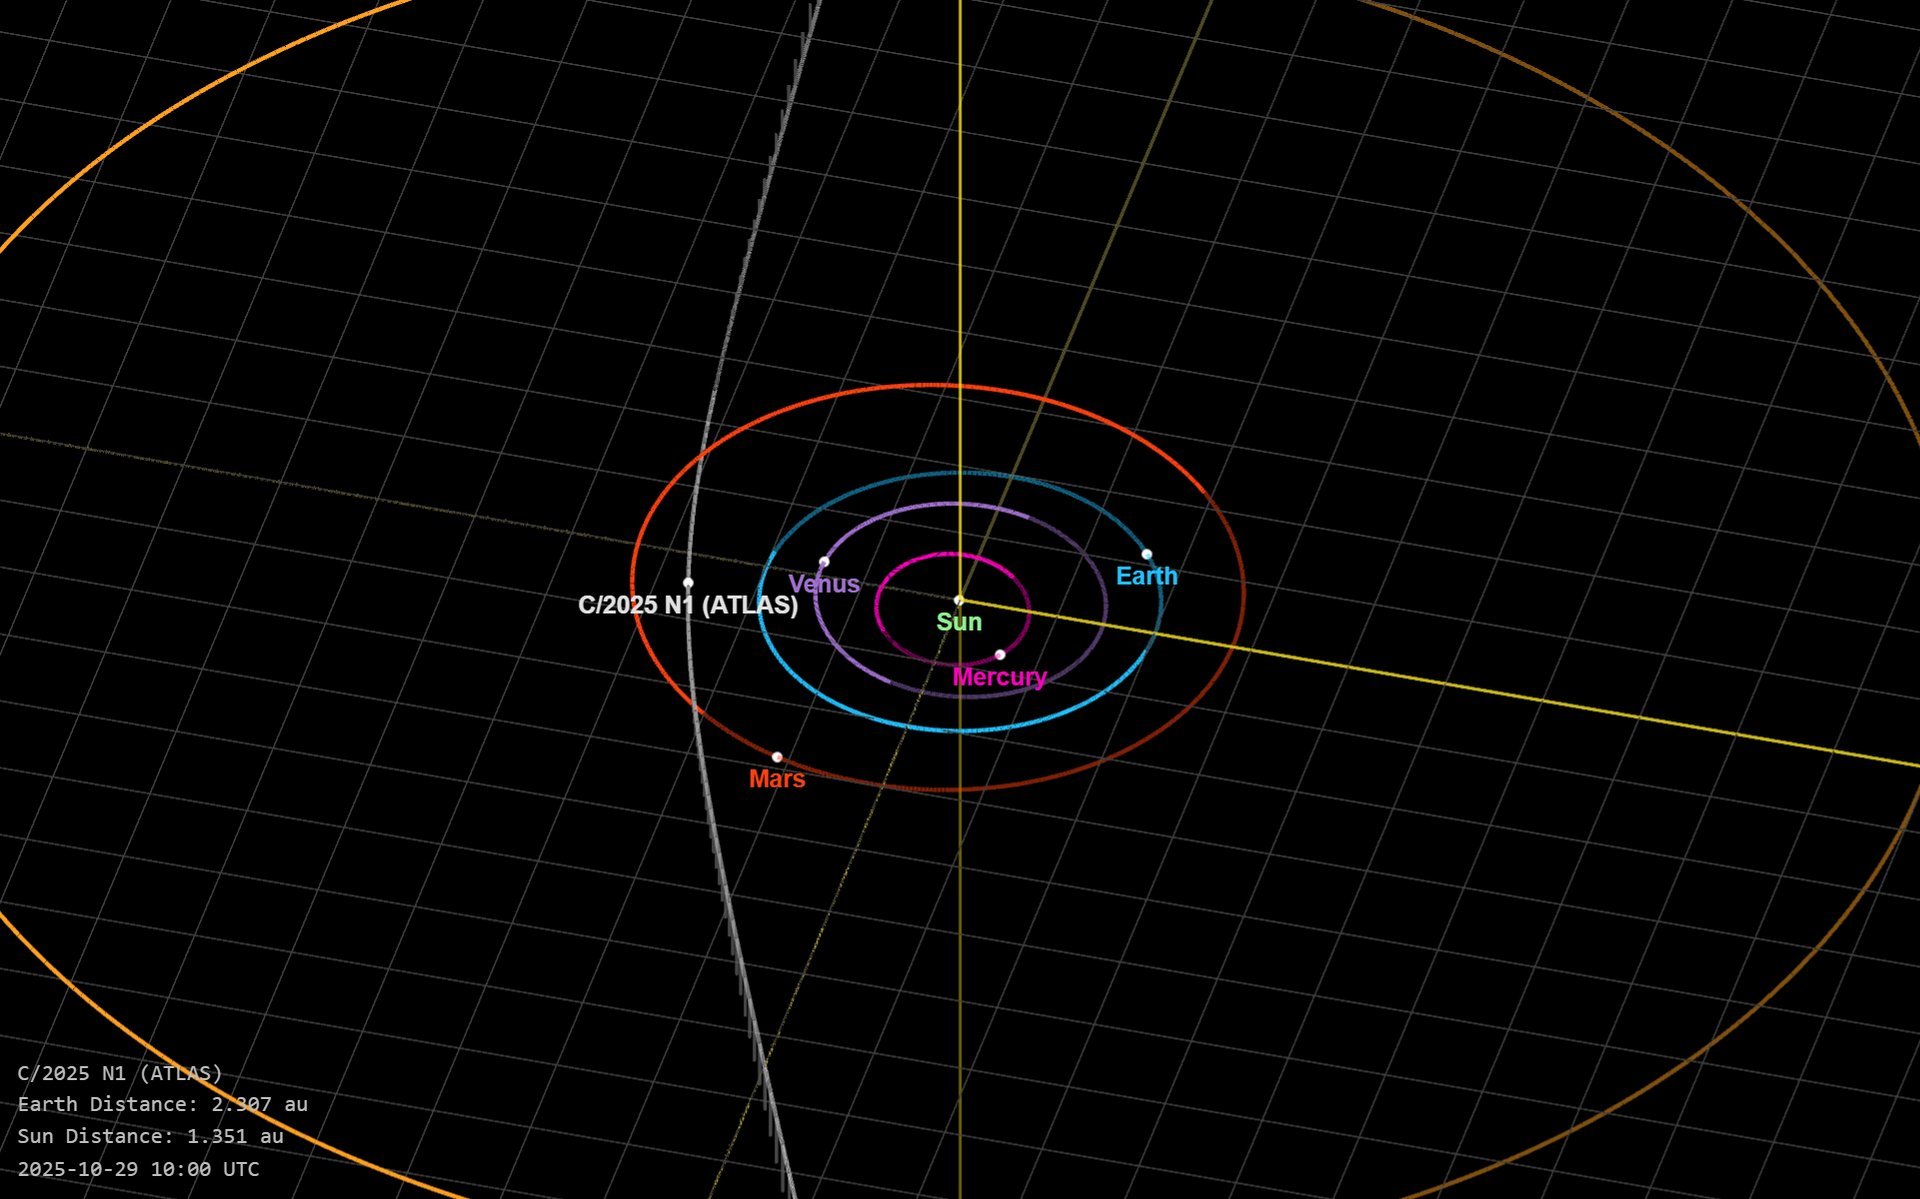 Venus
Earth
C/2025 N1 (ATLAS)
Sun
Mercury
Mars
C/2025 N1 (ATLAS)
Earth Distance: 2.307 au
Sun Distance: 1.351 au
2025-10-29 10:00 UTC